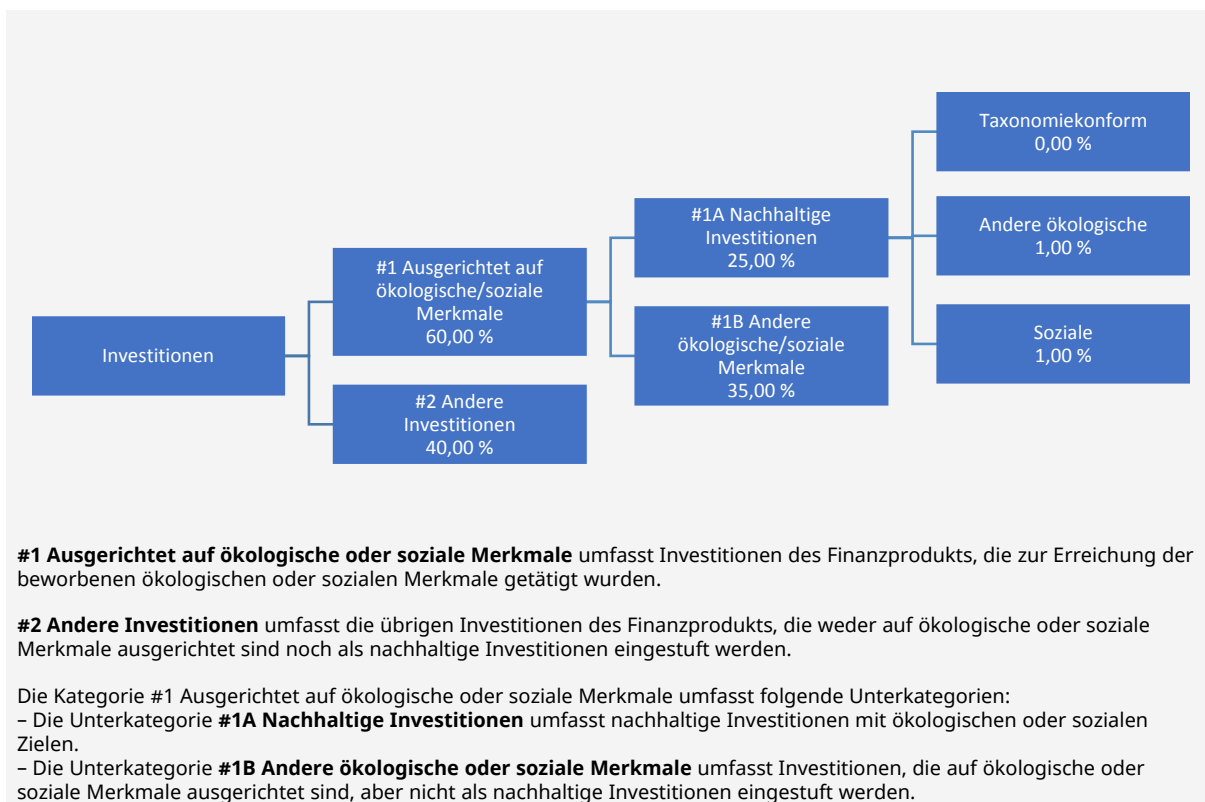 Investitionen
#1 Ausgerichtet auf
ökologische/soziale
Merkmale
60,00 %
#2 Andere
Investitionen
40,00 %
#1A Nachhaltige
Investitionen
25,00 %
#1B Andere
ökologische/soziale
Merkmale
35,00 %
Taxonomiekonform
0,00 %
Andere ökologische
1,00 %
Soziale
1,00 %
#1 Ausgerichtet auf ökologische oder soziale Merkmale umfasst Investitionen des Finanzprodukts, die zur Erreichung der
beworbenen ökologischen oder sozialen Merkmale getätigt wurden.
#2 Andere Investitionen umfasst die übrigen Investitionen des Finanzprodukts, die weder auf ökologische oder soziale
Merkmale ausgerichtet sind noch als nachhaltige Investitionen eingestuft werden.
Die Kategorie #1 Ausgerichtet auf ökologische oder soziale Merkmale umfasst folgende Unterkategorien:
– Die Unterkategorie #1A Nachhaltige Investitionen umfasst nachhaltige Investitionen mit ökologischen oder sozialen
Zielen.
– Die Unterkategorie #1B Andere ökologische oder soziale Merkmale umfasst Investitionen, die auf ökologische oder
soziale Merkmale ausgerichtet sind, aber nicht als nachhaltige Investitionen eingestuft werden.